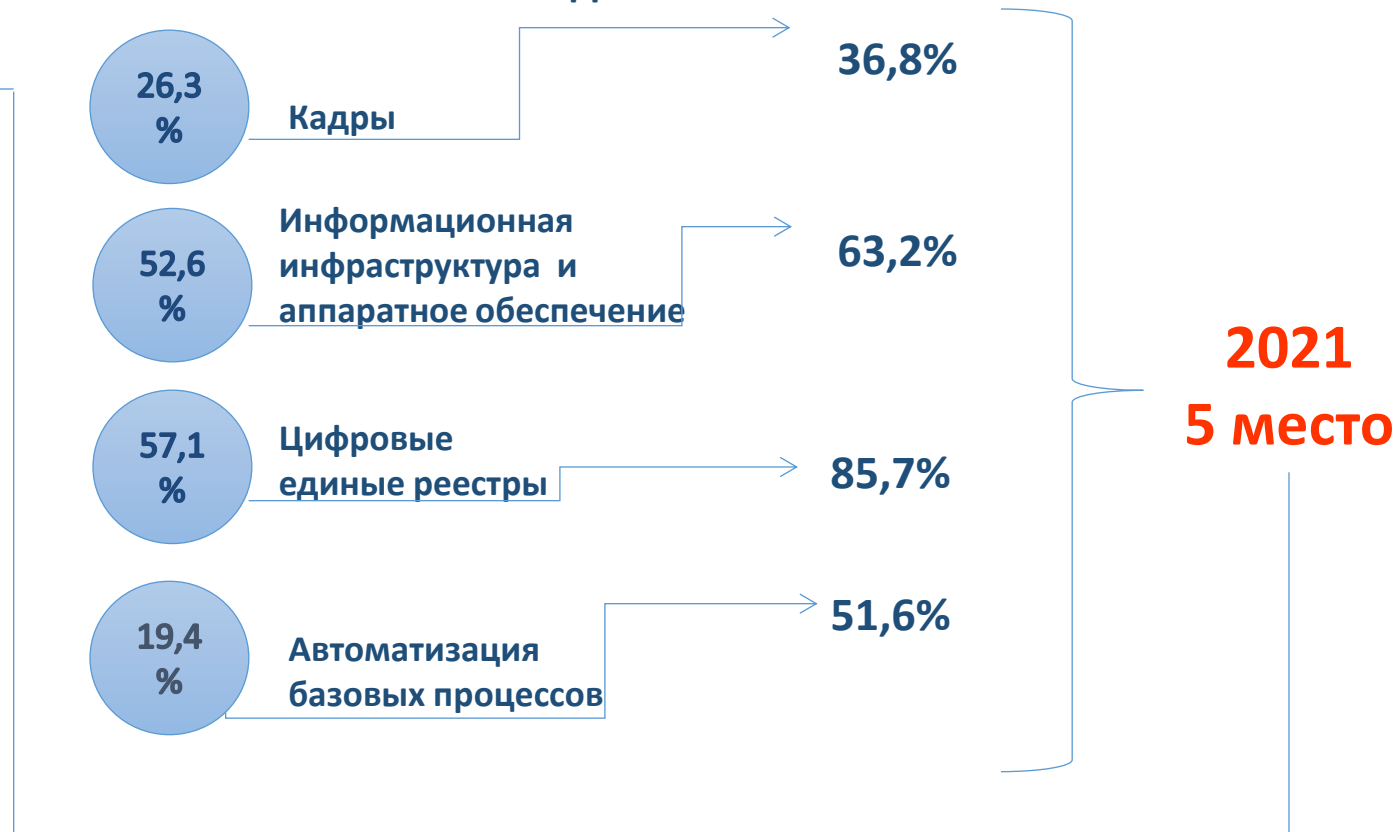 26,3
%
Кадры
36,8%
52,6
%
Информационная
инфраструктура и
аппаратное обеспечение
63,2%
57,1
%
Цифровые
единые реестры
85,7%
19,4
%
Автоматизация
базовых процессов
51,6%
2021
5 место